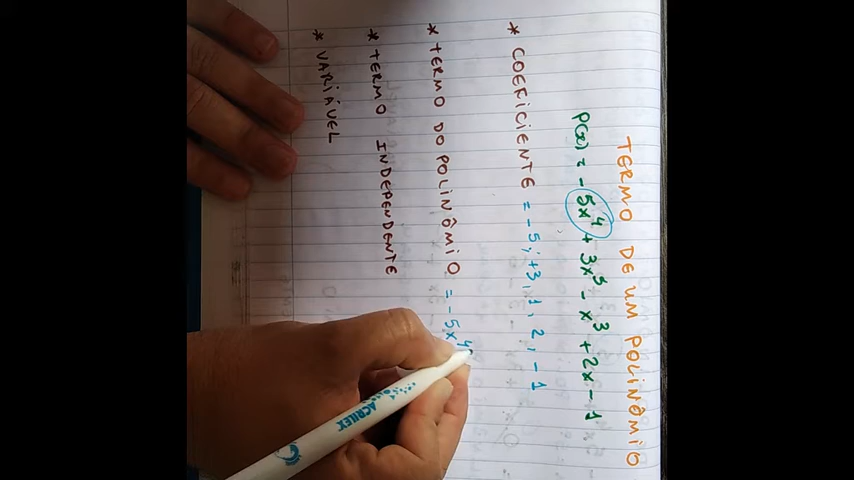 TERMO DE UM POLINÔMIO
P(x) = -5x⁴ + 3x⁵ - x³ + 2x - 1
* COEFICIENTE = -5; +3, 1, 2, -1
* TERMO DO POLINÔMIO = -5x⁴
* TERMO INDEPENDENTE
* VARIÁVEL
ACRILEX